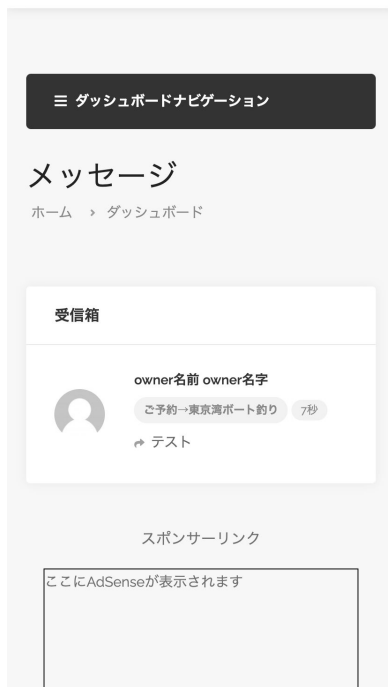 ダッシュボードナビゲーション
メッセージ
ホーム › ダッシュボード
受信箱
owner名前 owner名字
ご予約→東京湾ボート釣り 7秒
テスト
スポンサーリンク
ここにAdSenseが表示されます